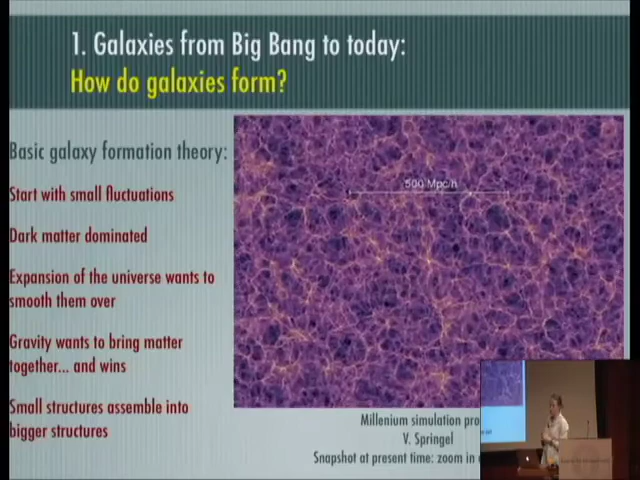 1. Galaxies from Big Bang to today:
How do galaxies form?
Basic galaxy formation theory:
Start with small fluctuations
Dark matter dominated
Expansion of the universe wants to
smooth them over
Gravity wants to bring matter
together... and wins
Small structures assemble into
bigger structures
500 Mpc/h
Millenium simulation pro
V. Springel
Snapshot at present time: zoom in